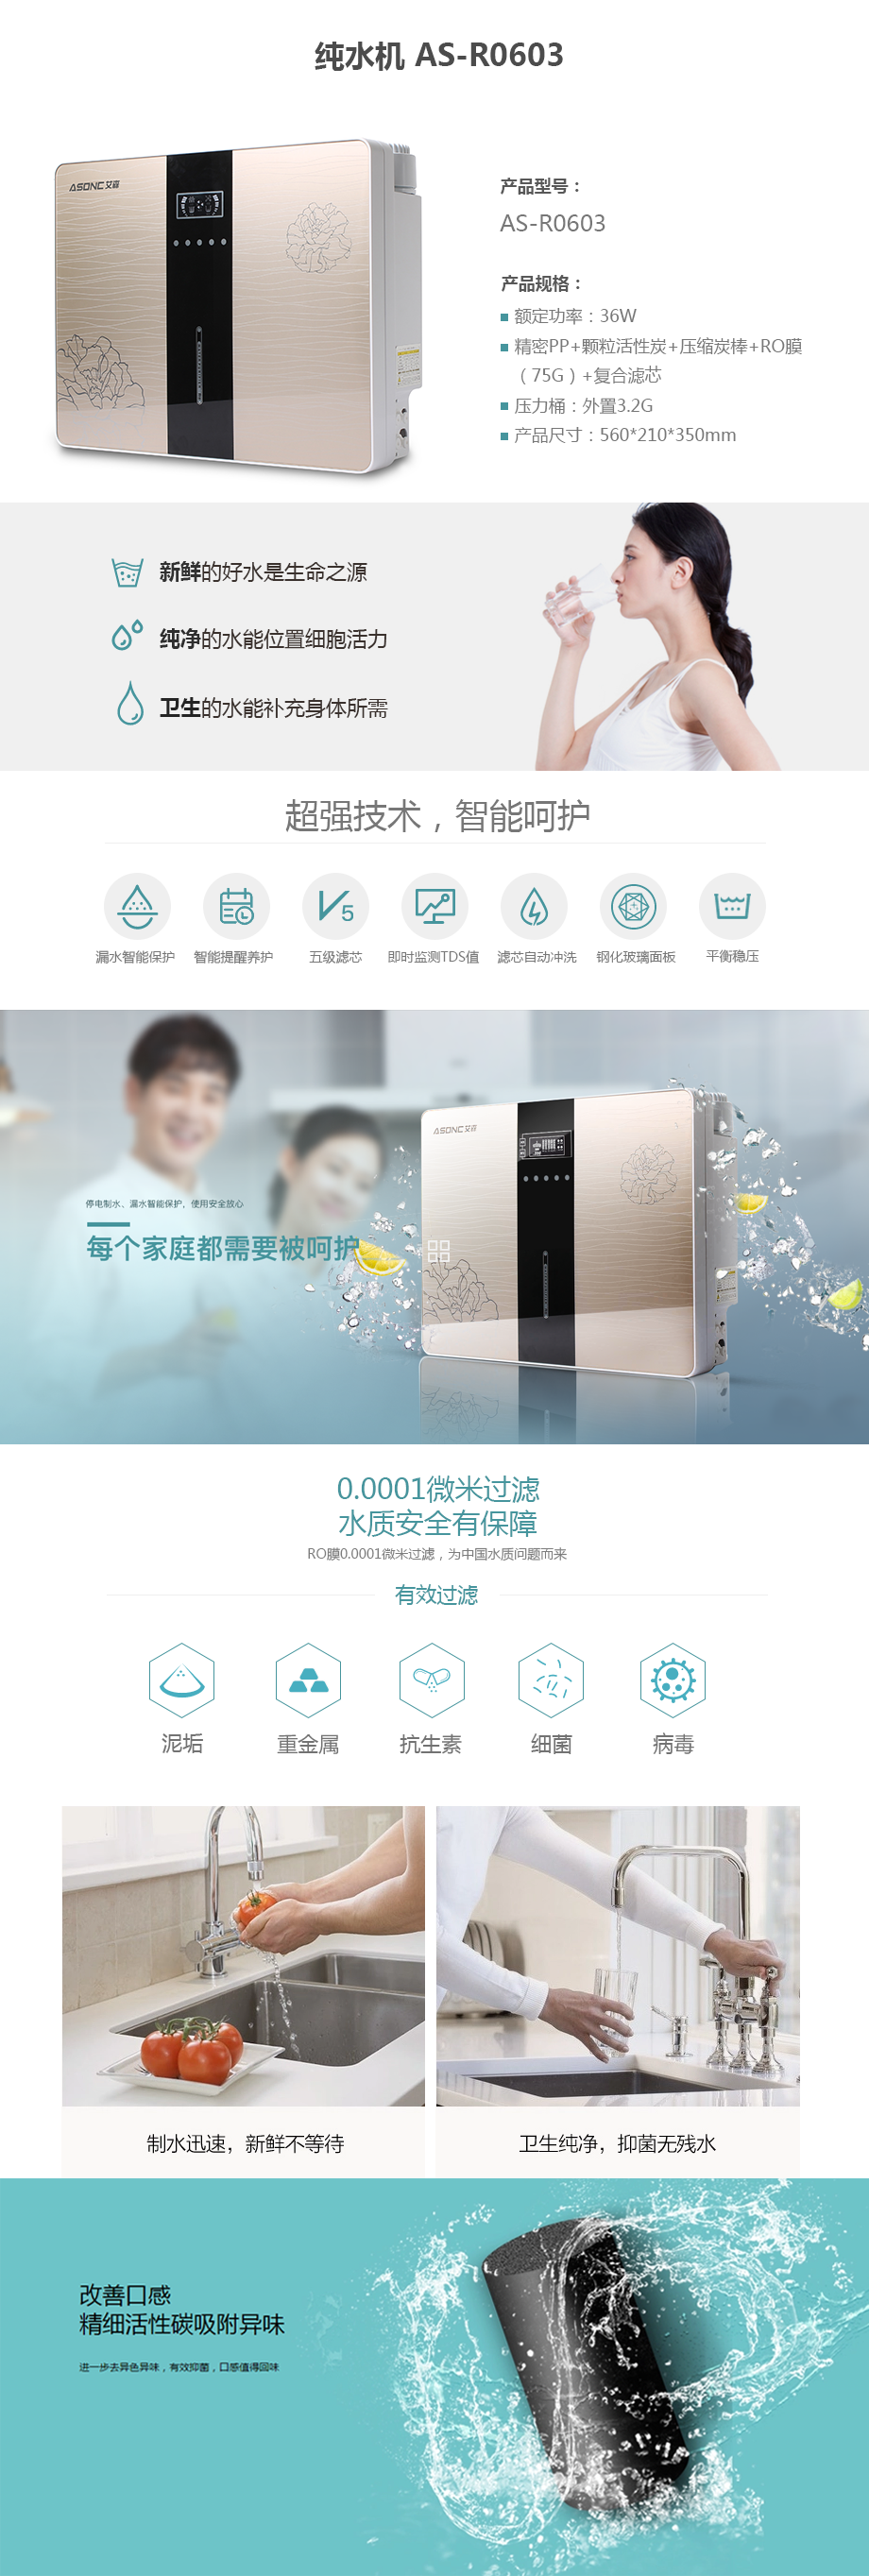 纯水机 AS-R0603
ASONC艾诺
产品型号：
AS-R0603
产品规格：
额定功率：36W
精密PP+颗粒活性炭+压缩炭棒+RO膜
（75G）+复合滤芯
压力桶：外置3.2G
产品尺寸：560*210*350mm
新鲜的好水是生命之源
纯净的水能位置细胞活力
卫生的水能补充身体所需
超强技术，智能呵护
5
漏水智能保护
智能提醒养护
五级滤芯
即时监测TDS值
滤芯自动冲洗
钢化玻璃面板
平衡稳压
ASONC
停电制水、漏水智能保护，使用安全放心
每个家庭都需要被呵护
0.0001微米过滤
水质安全有保障
RO膜0.0001微米过滤，为中国水质问题而来
有效过滤
泥垢
重金属
抗生素
细菌
病毒
制水迅速，新鲜不等待
卫生纯净，抑菌无残水
改善口感
精细活性碳吸附异味
进一步去异色异味，有效抑菌，口感值得回味